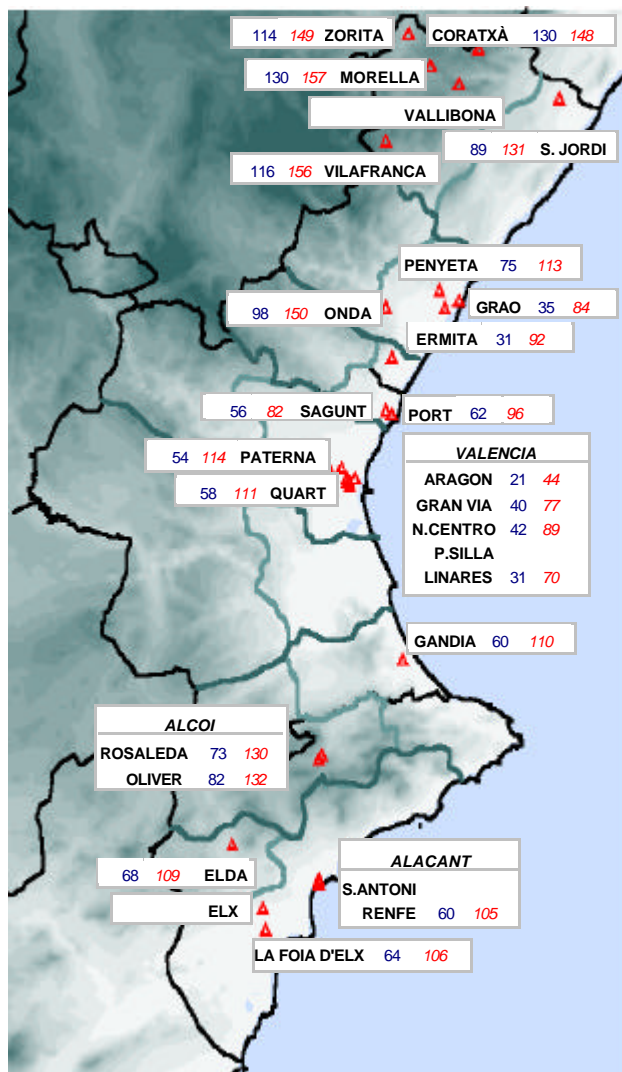 114 149 ZORITA
CORATXÀ 130 148
130 157 MORELLA
VALLIBONA
89 131 S. JORDI
116 156 VILAFRANCA
PENYETA 75 113
98 150 ONDA
GRAO 35 84
ERMITA 31 92
56 82 SAGUNT
PORT 62 96
54 114 PATERNA
58 111 QUART
VALENCIA
ARAGON 21 44
GRAN VIA 40 77
N.CENTRO 42 89
P.SILLA
LINARES 31 70
GANDIA 60 110
ALCOI
ROSALEDA 73 130
OLIVER 82 132
68 109 ELDA
ELX
ALACANT
S.ANTONI
RENFE 60 105
LA FOIA D'ELX 64 106